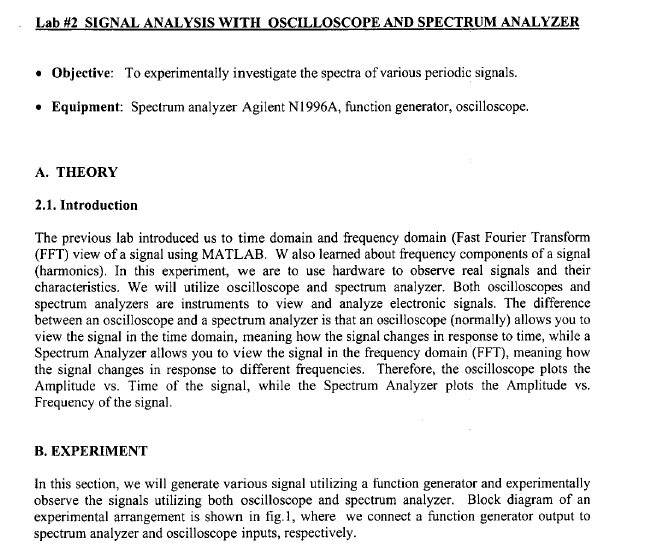 Lab #2 SIGNAL ANALYSIS WITH OSCILLOSCOPE AND SPECTRUM ANALYZER
• Objective: To experimentally investigate the spectra of various periodic signals.
• Equipment: Spectrum analyzer Agilent N1996A, function generator, oscilloscope.
A. THEORY
2.1. Introduction
The previous lab introduced us to time domain and frequency domain (Fast Fourier Transform
(FFT) view of a signal using MATLAB. W also learned about frequency components of a signal
(harmonics). In this experiment, we are to use hardware to observe real signals and their
characteristics. We will utilize oscilloscope and spectrum analyzer. Both oscilloscopes and
spectrum analyzers are instruments to view and analyze electronic signals. The difference
between an oscilloscope and a spectrum analyzer is that an oscilloscope (normally) allows you to
view the signal in the time domain, meaning how the signal changes in response to time, while a
Spectrum Analyzer allows you to view the signal in the frequency domain (FFT), meaning how
the signal changes in response to different frequencies. Therefore, the oscilloscope plots the
Amplitude vs. Time of the signal, while the Spectrum Analyzer plots the Amplitude vs.
Frequency of the signal.
B. EXPERIMENT
In this section, we will generate various signal utilizing a function generator and experimentally
observe the signals utilizing both oscilloscope and spectrum analyzer. Block diagram of an
experimental arrangement is shown in fig.1, where we connect a function generator output to
spectrum analyzer and oscilloscope inputs, respectively.